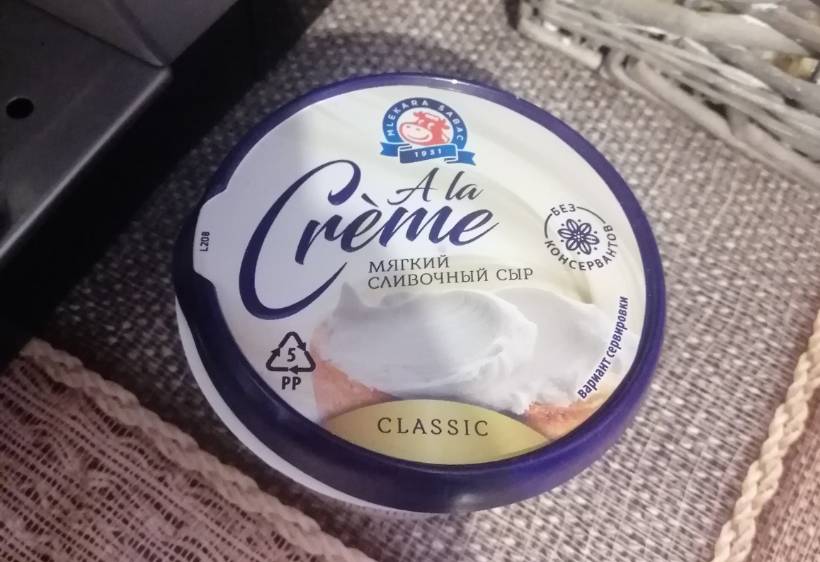 MLEKARA SABAC
1931
A la
Crème
МЯГКИЙ
СЛИВОЧНЫЙ СЫР
БЕЗ
КОНСЕРВАНТОВ
L208
Вариант сервировки
5
PP
CLASSIC